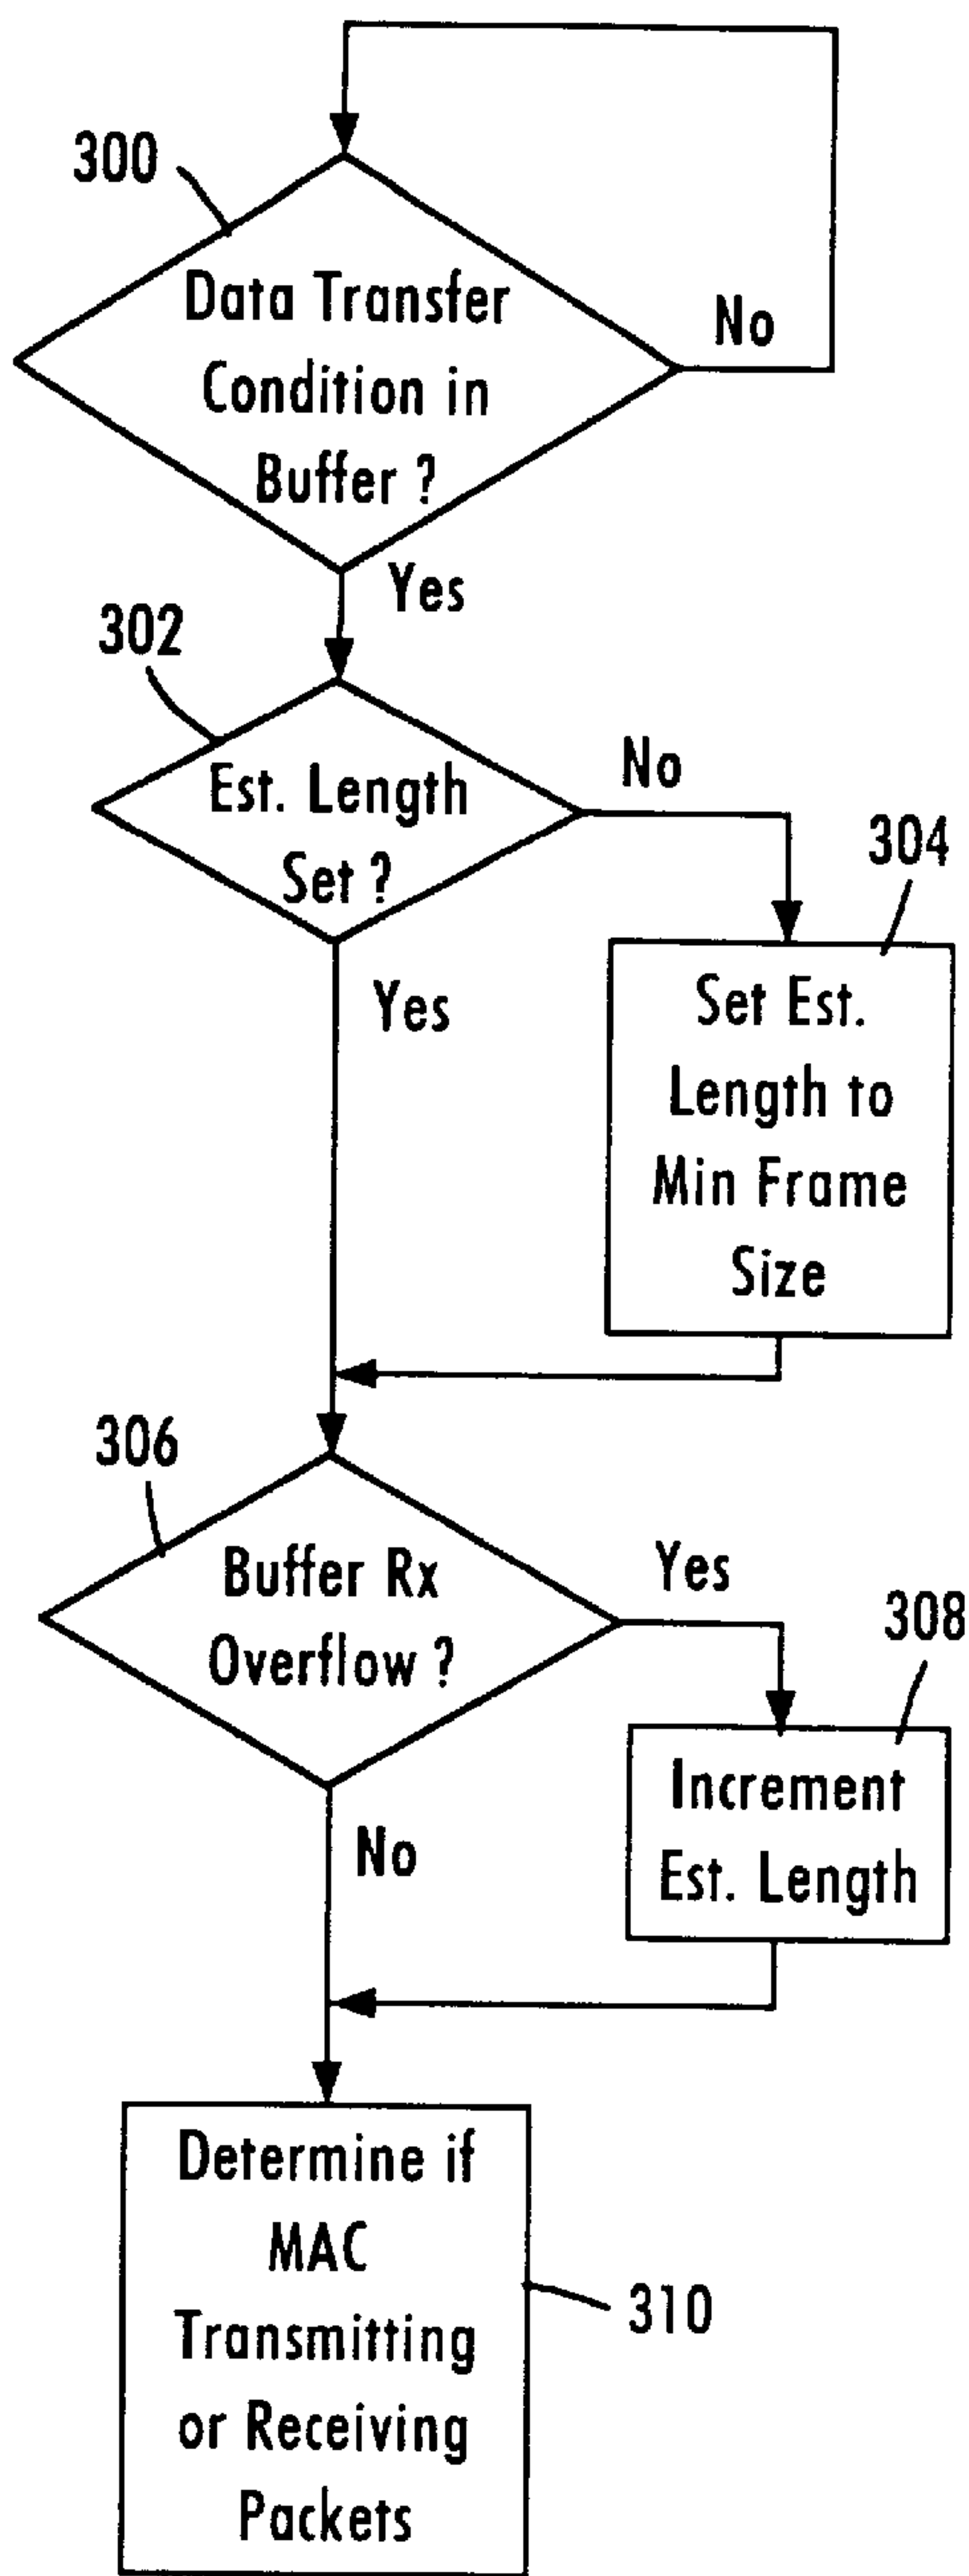 300
Data Transfer
Condition in
Buffer ?
No
Yes
302
Est. Length
Set ?
No
Yes
304
Set Est.
Length to
Min Frame
Size
306
Buffer Rx
Overflow ?
Yes
No
308
Increment
Est. Length
Determine if
MAC
Transmitting
or Receiving
Packets
310